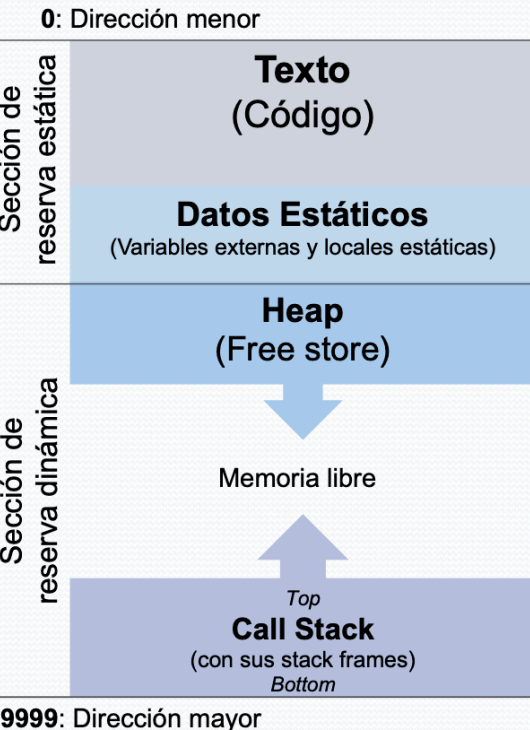 0: Dirección menor
Sección de
reserva estática
Texto
(Código)
Datos Estáticos
(Variables externas y locales estáticas)
Sección de
reserva dinámica
Heap
(Free store)
Memoria libre
Top
Call Stack
(con sus stack frames)
Bottom
9999: Dirección mayor